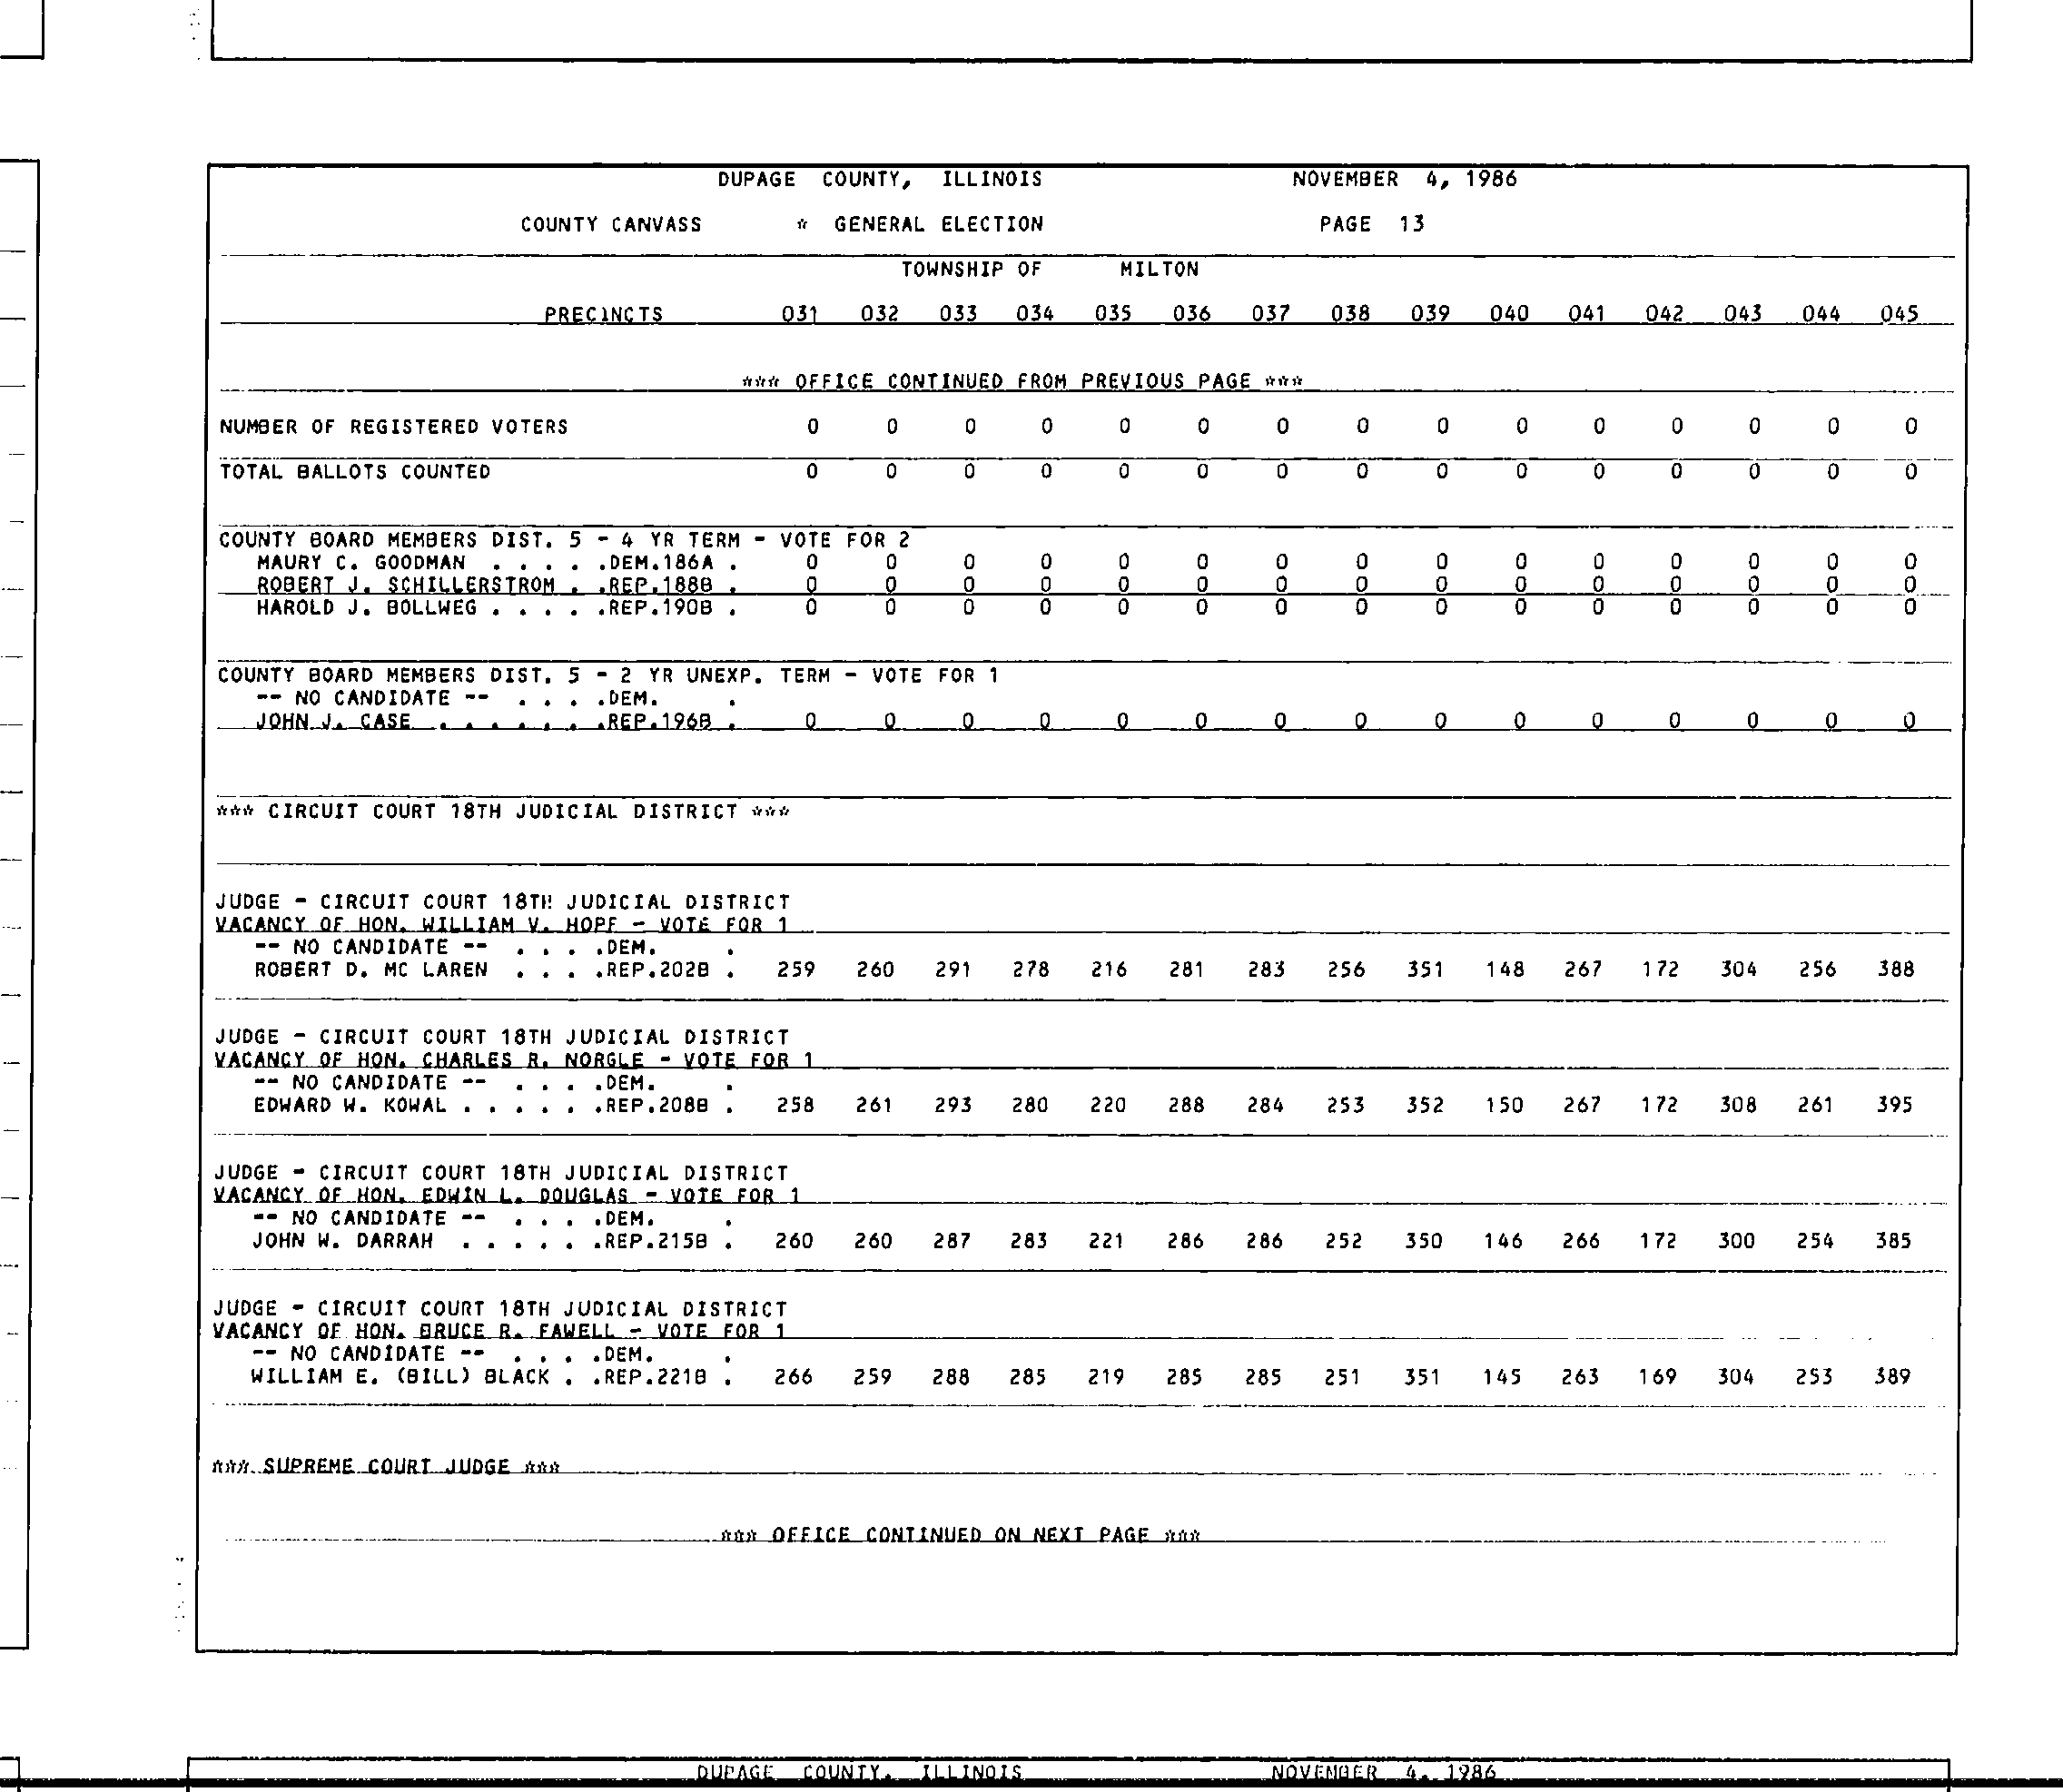 DUPAGE COUNTY, ILLINOIS NOVEMBER 4, 1986
COUNTY CANVASS * GENERAL ELECTION PAGE 13
TOWNSHIP OF MILTON
PRECINCTS 031 032 033 034 035 036 037 038 039 040 041 042 043 044 045
*** OFFICE CONTINUED FROM PREVIOUS PAGE ***
NUMBER OF REGISTERED VOTERS 0 0 0 0 0 0 0 0 0 0 0 0 0 0 0
TOTAL BALLOTS COUNTED 0 0 0 0 0 0 0 0 0 0 0 0 0 0 0
COUNTY BOARD MEMBERS DIST. 5 - 4 YR TERM - VOTE FOR 2
MAURY C. GOODMAN . . . . .DEM.186A . 0 0 0 0 0 0 0 0 0 0 0 0 0 0 0
ROBERT J. SCHILLERSTROM . .REP.188B . 0 0 0 0 0 0 0 0 0 0 0 0 0 0 0
HAROLD J. BOLLWEG . . . . .REP.190B . 0 0 0 0 0 0 0 0 0 0 0 0 0 0 0
COUNTY BOARD MEMBERS DIST. 5 - 2 YR UNEXP. TERM - VOTE FOR 1
-- NO CANDIDATE -- . . . .DEM. .
JOHN J. CASE . . . . . . .REP.196B . 0 0 0 0 0 0 0 0 0 0 0 0 0 0 0
*** CIRCUIT COURT 18TH JUDICIAL DISTRICT ***
JUDGE - CIRCUIT COURT 18TH JUDICIAL DISTRICT
VACANCY OF HON. WILLIAM V. HOPF - VOTE FOR 1
-- NO CANDIDATE -- . . . .DEM. .
ROBERT D. MC LAREN . . . .REP.202B . 259 260 291 278 216 281 283 256 351 148 267 172 304 256 388
JUDGE - CIRCUIT COURT 18TH JUDICIAL DISTRICT
VACANCY OF HON. CHARLES R. NORGLE - VOTE FOR 1
-- NO CANDIDATE -- . . . .DEM. .
EDWARD W. KOWAL . . . . . .REP.208B . 258 261 293 280 220 288 284 253 352 150 267 172 308 261 395
JUDGE - CIRCUIT COURT 18TH JUDICIAL DISTRICT
VACANCY OF HON. EDWIN L. DOUGLAS - VOTE FOR 1
-- NO CANDIDATE -- . . . .DEM. .
JOHN W. DARRAH . . . . . .REP.215B . 260 260 287 283 221 286 286 252 350 146 266 172 300 254 385
JUDGE - CIRCUIT COURT 18TH JUDICIAL DISTRICT
VACANCY OF HON. BRUCE R. FAWELL - VOTE FOR 1
-- NO CANDIDATE -- . . . .DEM. .
WILLIAM E. (BILL) BLACK . .REP.221B . 266 259 288 285 219 285 285 251 351 145 263 169 304 253 389
*** SUPREME COURT JUDGE ***
*** OFFICE CONTINUED ON NEXT PAGE ***
DUPAGE COUNTY, ILLINOIS NOVEMBER 4, 1986